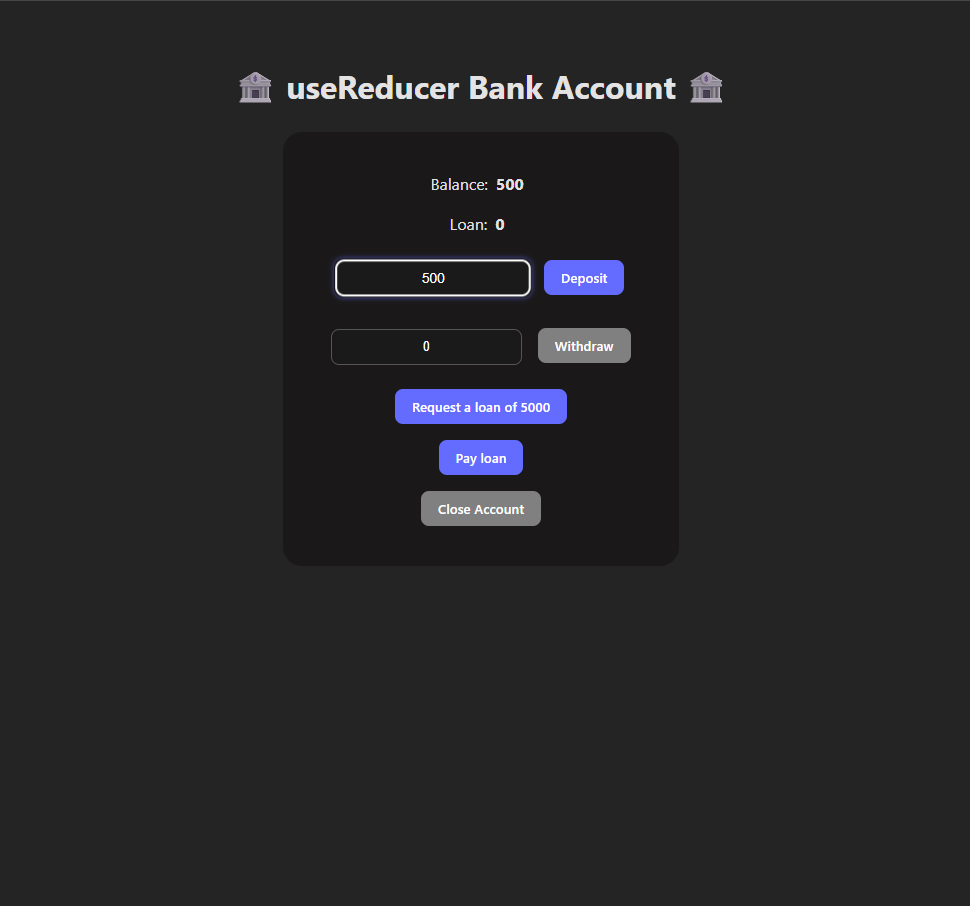 useReducer Bank Account
Balance: 500
Loan: 0
500 Deposit
0 Withdraw
Request a loan of 5000
Pay loan
Close Account